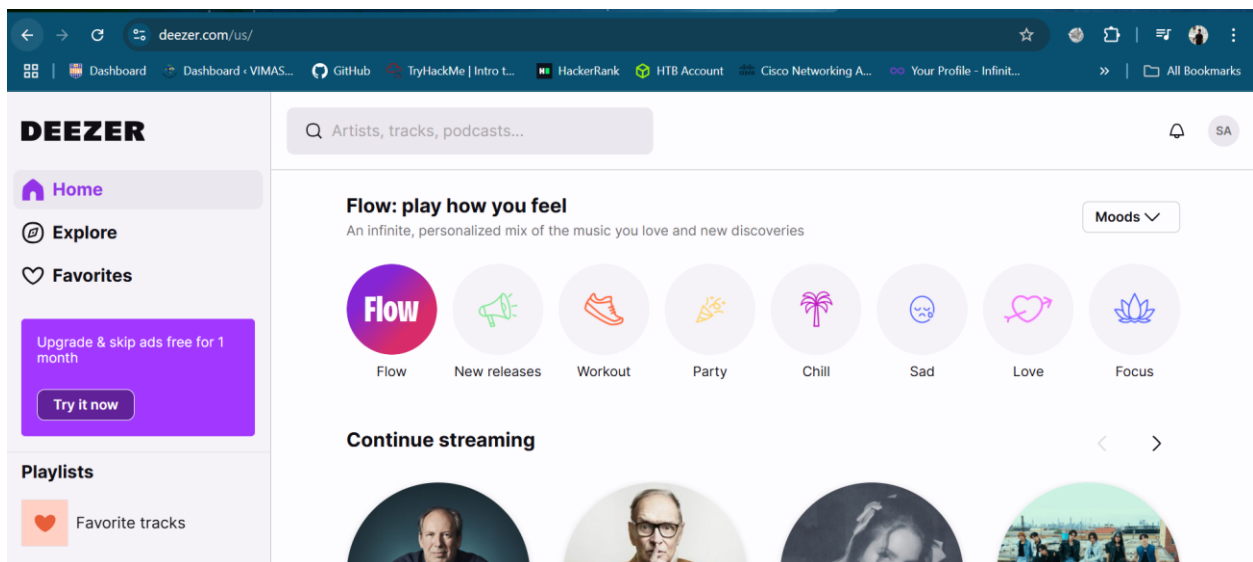 deezer.com/us/
Dashboard
Dashboard ‹ VIMAS...
GitHub
TryHackMe | Intro t...
HackerRank
HTB Account
Cisco Networking A...
Your Profile - Infinit...
»
All Bookmarks
DEEZER
Artists, tracks, podcasts...
SA
Home
Explore
Favorites
Upgrade & skip ads free for 1
month
Try it now
Playlists
Favorite tracks
Flow: play how you feel
An infinite, personalized mix of the music you love and new discoveries
Moods
Flow
Flow
New releases
Workout
Party
Chill
Sad
Love
Focus
Continue streaming